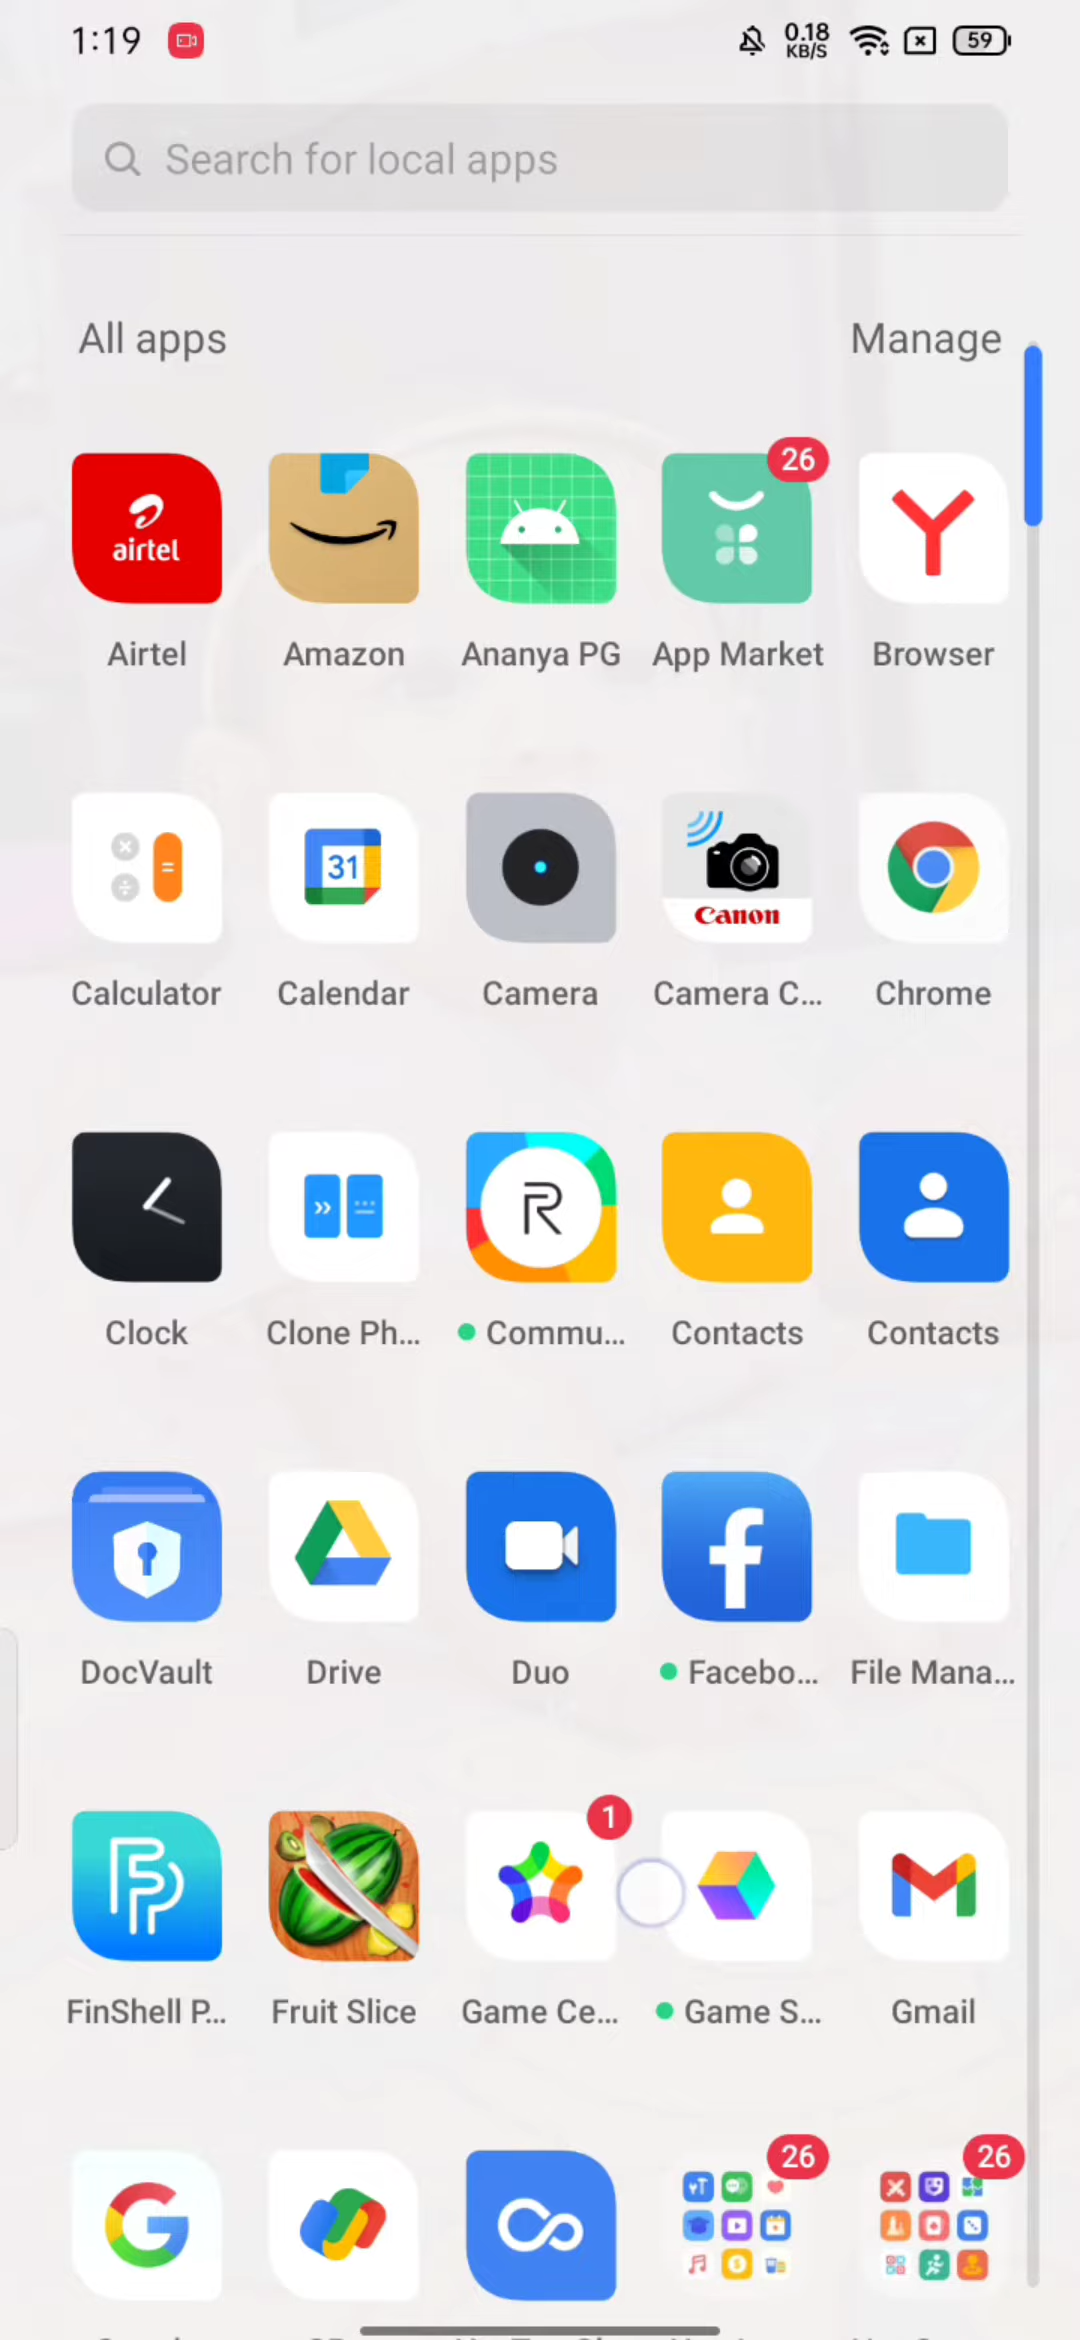 1:19
0.18
KB/S
59
Search for local apps
All apps
Manage
26
airtel
Airtel
Amazon
Ananya PG
App Market
Browser
31
Canon
Calculator
Calendar
Camera
Camera C...
Chrome
Clock
Clone Ph...
Commu...
Contacts
Contacts
DocVault
Drive
Duo
Facebo...
File Mana...
1
FinShell P...
Fruit Slice
Game Ce...
Game S...
Gmail
26
26